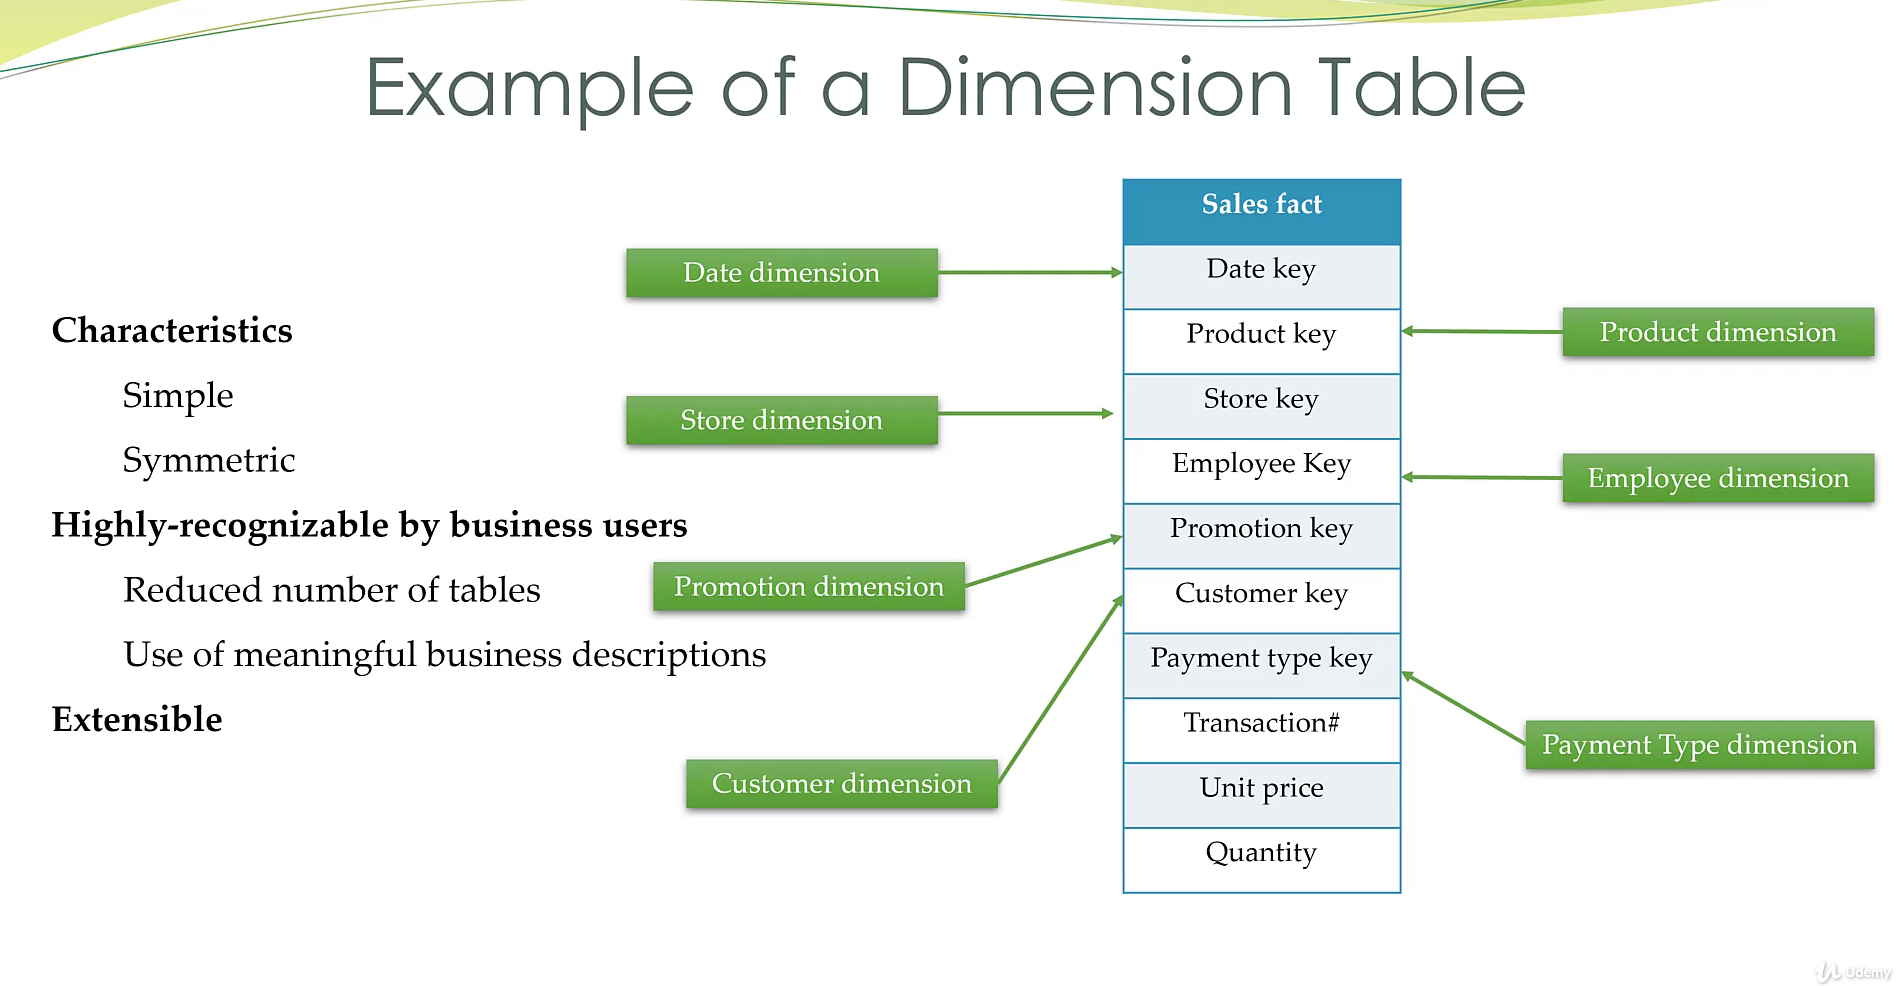 Example of a Dimension Table
Characteristics
Simple
Symmetric
Highly-recognizable by business users
Reduced number of tables
Use of meaningful business descriptions
Extensible
Date dimension
Store dimension
Promotion dimension
Customer dimension
Sales fact
Date key
Product key
Store key
Employee Key
Promotion key
Customer key
Payment type key
Transaction#
Unit price
Quantity
Product dimension
Employee dimension
Payment Type dimension
Udemy